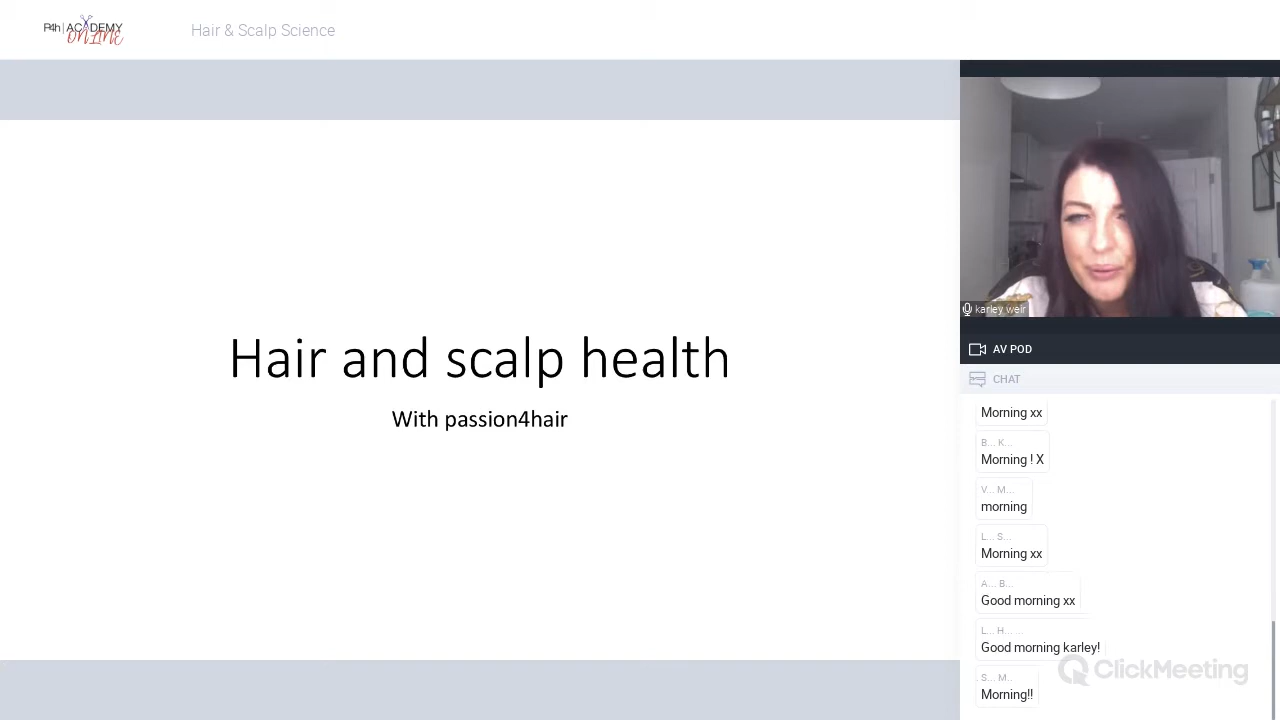 P4h | ACADEMY
ONLINE
Hair & Scalp Science
Hair and scalp health
With passion4hair
karley weir
AV POD
CHAT
Morning xx
B... K...
Morning ! X
V... M...
morning
L... S...
Morning xx
A... B...
Good morning xx
L... H... ...
Good morning karley!
S... M..
Morning!!
ClickMeeting